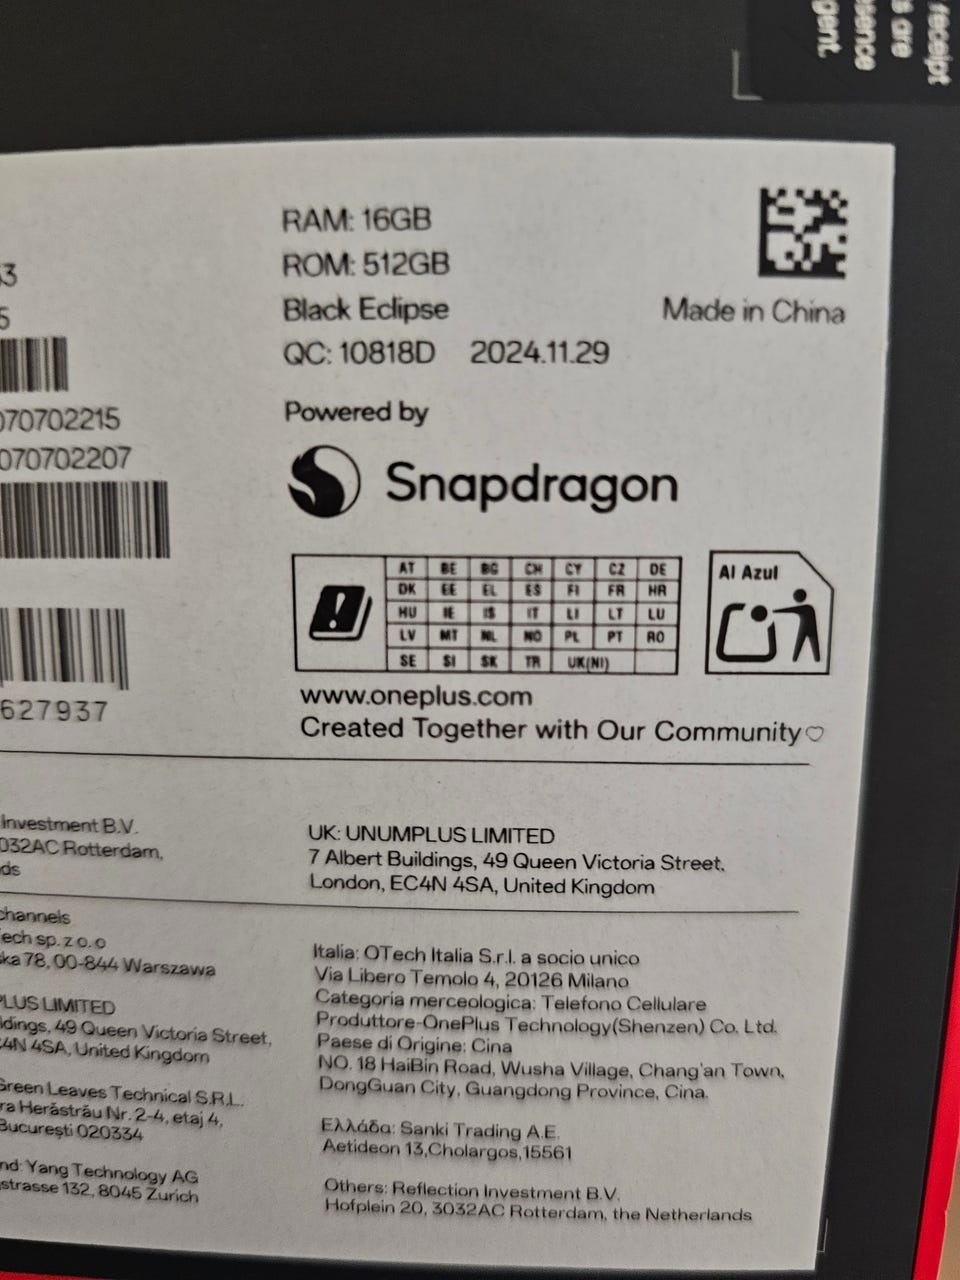 receipt
s are
sence
gent.
RAM: 16GB
ROM: 512GB
Black Eclipse
QC: 10818D 2024.11.29
Made in China
Powered by
Snapdragon
5
070702215
070702207
627937
AT BE BG CH CY CZ DE
DK EE EL ES FI FR HR
HU IE IS IT LI LT LU
LV MT NL NO PL PT RO
SE SI SK TR UK(NI)
Al Azul
www.oneplus.com
Created Together with Our Community♡
Investment B.V.
032AC Rotterdam,
ds
UK: UNUMPLUS LIMITED
7 Albert Buildings, 49 Queen Victoria Street,
London, EC4N 4SA, United Kingdom
channels
ech sp. z o. o
ka 78, 00-844 Warszawa
PLUS LIMITED
ldings, 49 Queen Victoria Street,
C4N 4SA, United Kingdom
Green Leaves Technical S.R.L.
ra Herăstrău Nr. 2-4, etaj 4,
Bucureşti 020334
nd: Yang Technology AG
strasse 132, 8045 Zurich
Italia: OTech Italia S.r.l. a socio unico
Via Libero Temolo 4, 20126 Milano
Categoria merceologica: Telefono Cellulare
Produttore-OnePlus Technology(Shenzen) Co. Ltd.
Paese di Origine: Cina
NO. 18 HaiBin Road, Wusha Village, Chang'an Town,
DongGuan City, Guangdong Province, Cina.
Ελλάδα: Sanki Trading A.E.
Aetideon 13,Cholargos,15561
Others: Reflection Investment B.V.
Hofplein 20, 3032AC Rotterdam, the Netherlands